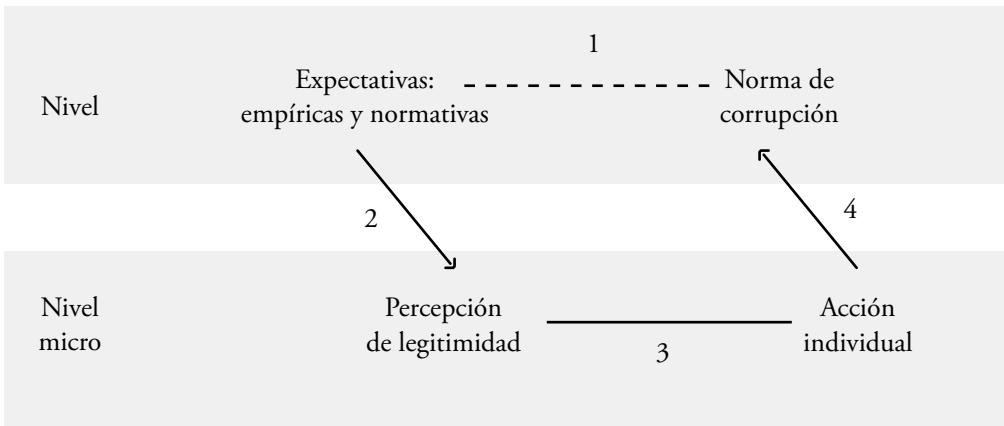 1
Expectativas:
empíricas y normativas
Norma de
corrupción
Nivel
2
4
Nivel
micro
Percepción
de legitimidad
3
Acción
individual